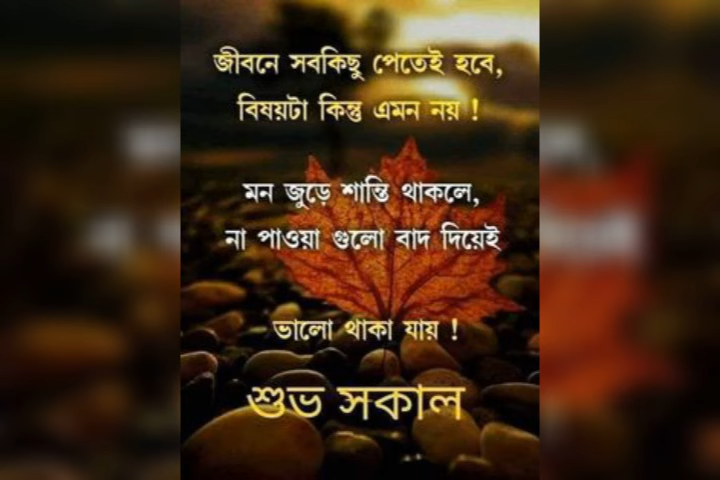 জীবনে সবকিছু পেতেই হবে,
বিষয়টা কিন্তু এমন নয় !
মন জুড়ে শান্তি থাকলে,
না পাওয়া গুলো বাদ দিয়েই
ভালো থাকা যায় !
শুভ সকাল